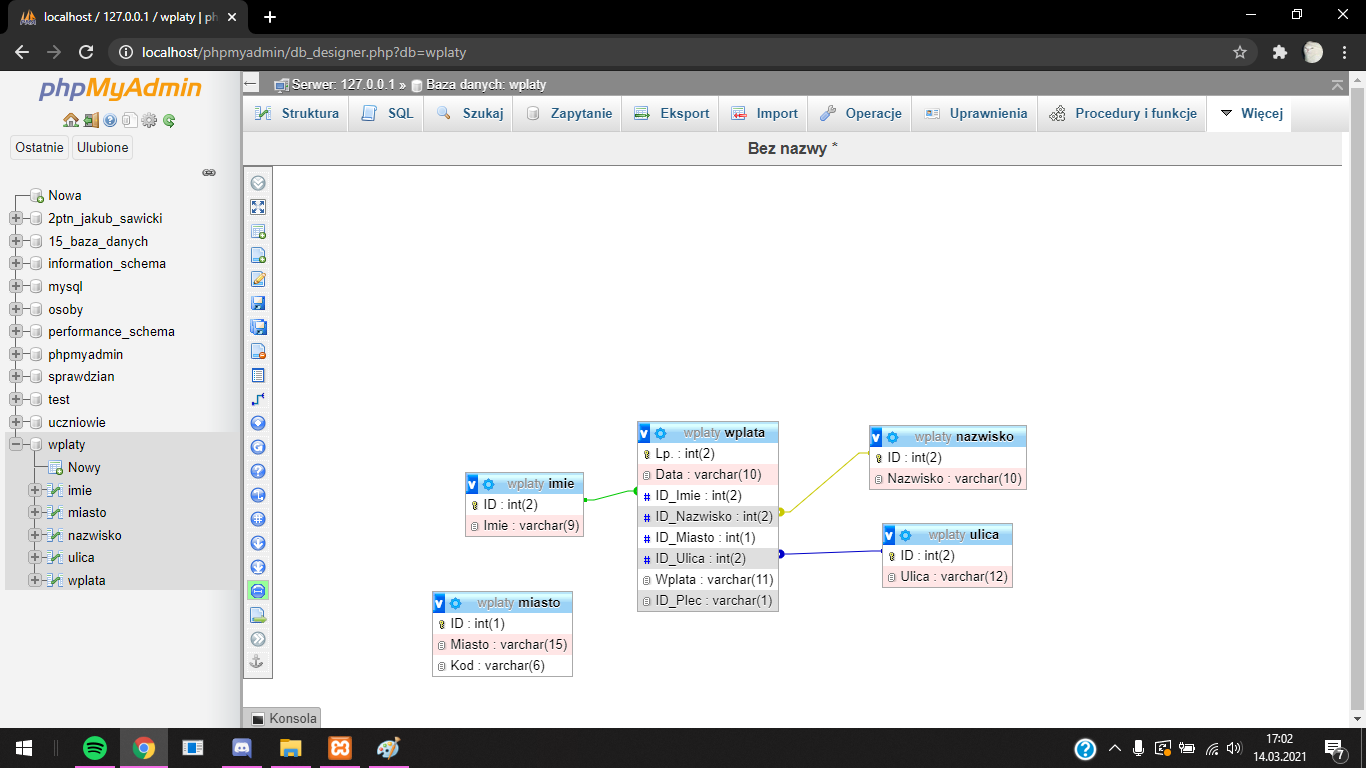 localhost / 127.0.0.1 / wplaty | ph
localhost/phpmyadmin/db_designer.php?db=wplaty
phpMyAdmin
Ostatnie
Ulubione
Nowa
2ptn_jakub_sawicki
15_baza_danych
information_schema
mysql
osoby
performance_schema
phpmyadmin
sprawdzian
test
uczniowie
wplaty
Nowy
imie
miasto
nazwisko
ulica
wplata
Serwer: 127.0.0.1 » Baza danych: wplaty
Struktura
SQL
Szukaj
Zapytanie
Eksport
Import
Operacje
Uprawnienia
Procedury i funkcje
Więcej
Bez nazwy *
wplaty imie
ID : int(2)
Imie : varchar(9)
wplaty miasto
ID : int(1)
Miasto : varchar(15)
Kod : varchar(6)
wplaty wplata
Lp. : int(2)
Data : varchar(10)
ID_Imie : int(2)
ID_Nazwisko : int(2)
ID_Miasto : int(1)
ID_Ulica : int(2)
Wplata : varchar(11)
ID_Plec : varchar(1)
wplaty nazwisko
ID : int(2)
Nazwisko : varchar(10)
wplaty ulica
ID : int(2)
Ulica : varchar(12)
Konsola
17:02
14.03.2021
7